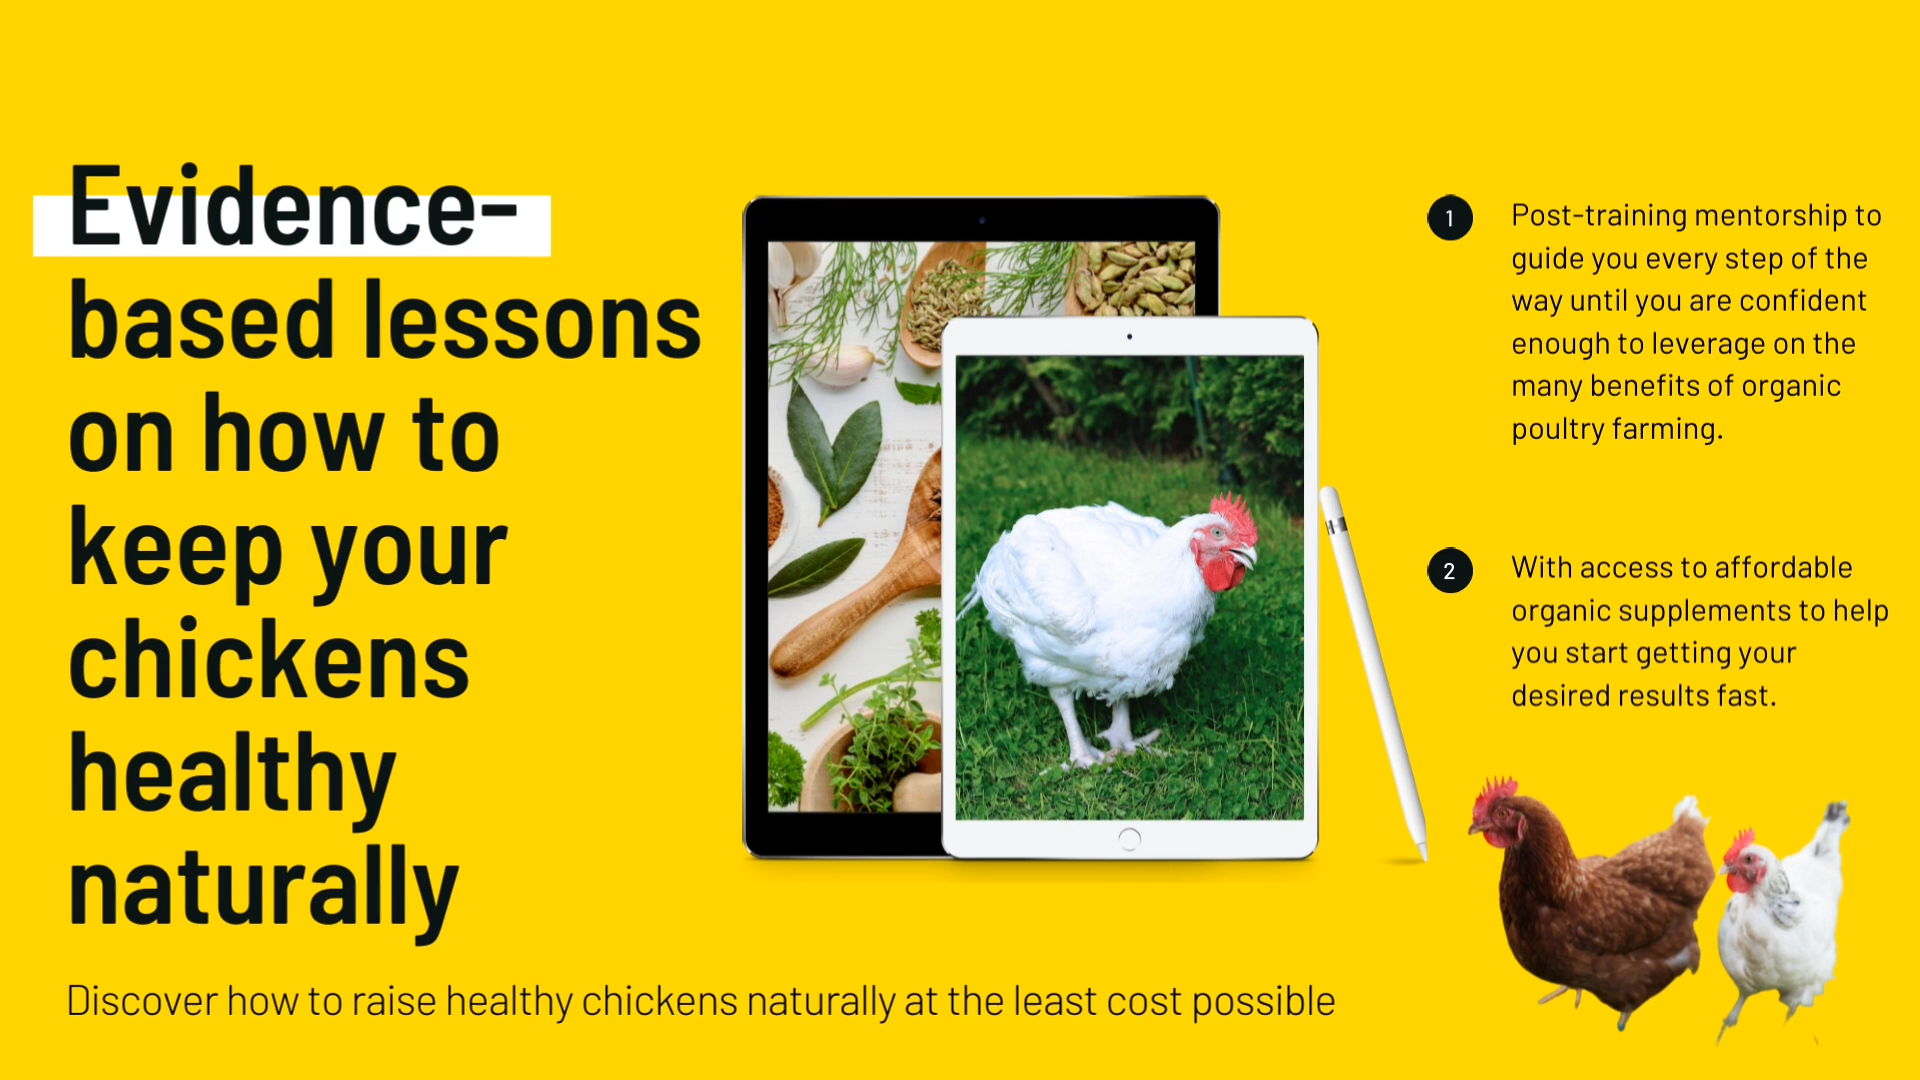 Evidence-
based lessons
on how to
keep your
chickens
healthy
naturally
Discover how to raise healthy chickens naturally at the least cost possible
1
Post-training mentorship to
guide you every step of the
way until you are confident
enough to leverage on the
many benefits of organic
poultry farming.
2
With access to affordable
organic supplements to help
you start getting your
desired results fast.